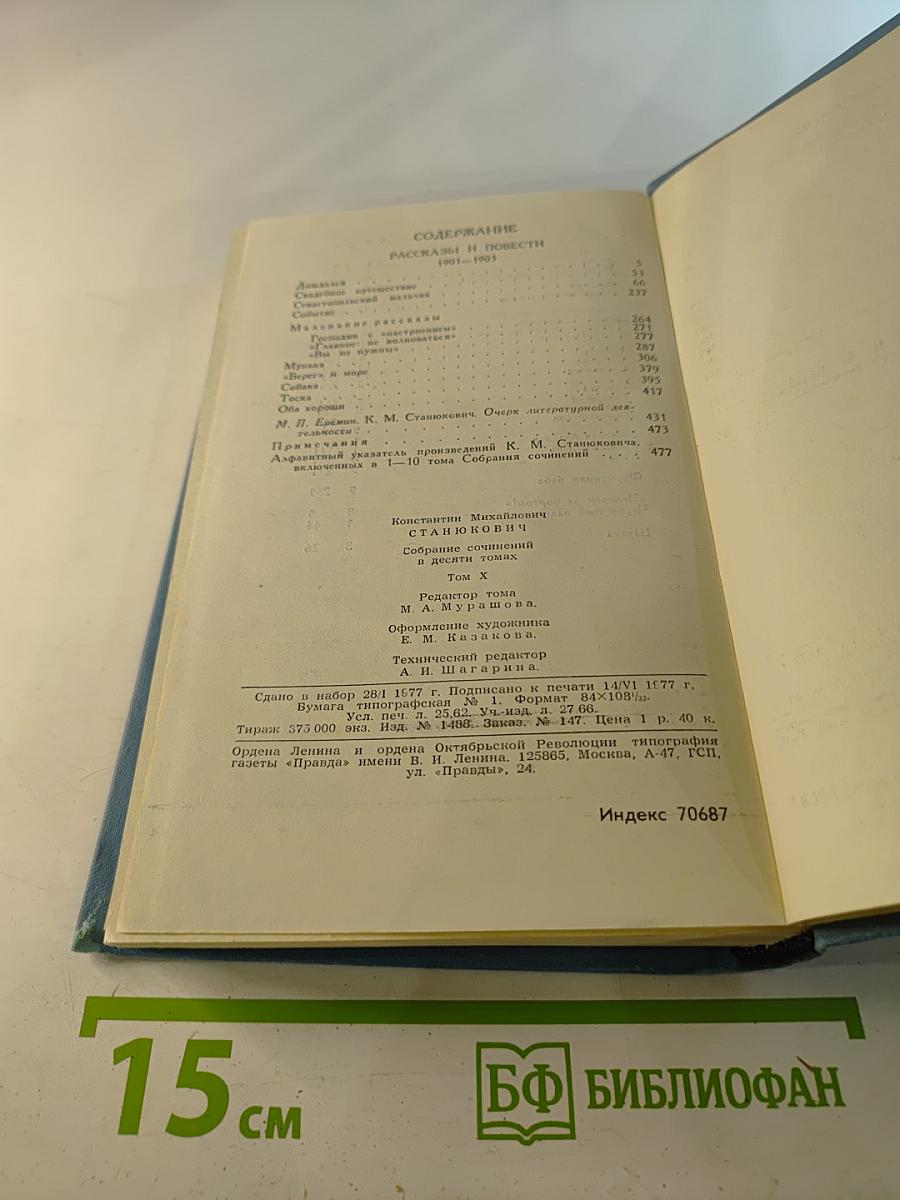 СОДЕРЖАНИЕ
РАССКАЗЫ И ПОВЕСТИ
1901—1903
Дождался 5
Свадебное путешествие 53
Севастопольский мальчик 66
Событие 237
Маленькие рассказы
Господин с «настроением» 264
«Главное: не волноваться» 271
«Вы не нужны» 277
Мунька 287
«Берег» и море 306
Собака 379
Тоска 395
Оба хороши 417
М. П. Еремин. К. М. Станюкович. Очерк литературной дея-
тельности 431
Примечания 473
Алфавитный указатель произведений К. М. Станюковича,
включенных в 1—10 тома Собрания сочинений 477
Константин Михайлович
СТАНЮКОВИЧ
Собрание сочинений
в десяти томах
Том X
Редактор тома
М. А. Мурашова.
Оформление художника
Е. М. Казакова.
Технический редактор
А. И. Шагарина.
Сдано в набор 28/I 1977 г. Подписано к печати 14/VI 1977 г.
Бумага типографская № 1. Формат 84×108¹/₃₂.
Усл. печ. л. 25,62. Уч.-изд. л. 27,66.
Тираж 375 000 экз. Изд. № 1488. Заказ. № 147. Цена 1 р. 40 к.
Ордена Ленина и ордена Октябрьской Революции типография
газеты «Правда» имени В. И. Ленина. 125865, Москва, А-47, ГСП,
ул. «Правды», 24.
Индекс 70687
15 см
БФ БИБЛИОФАН